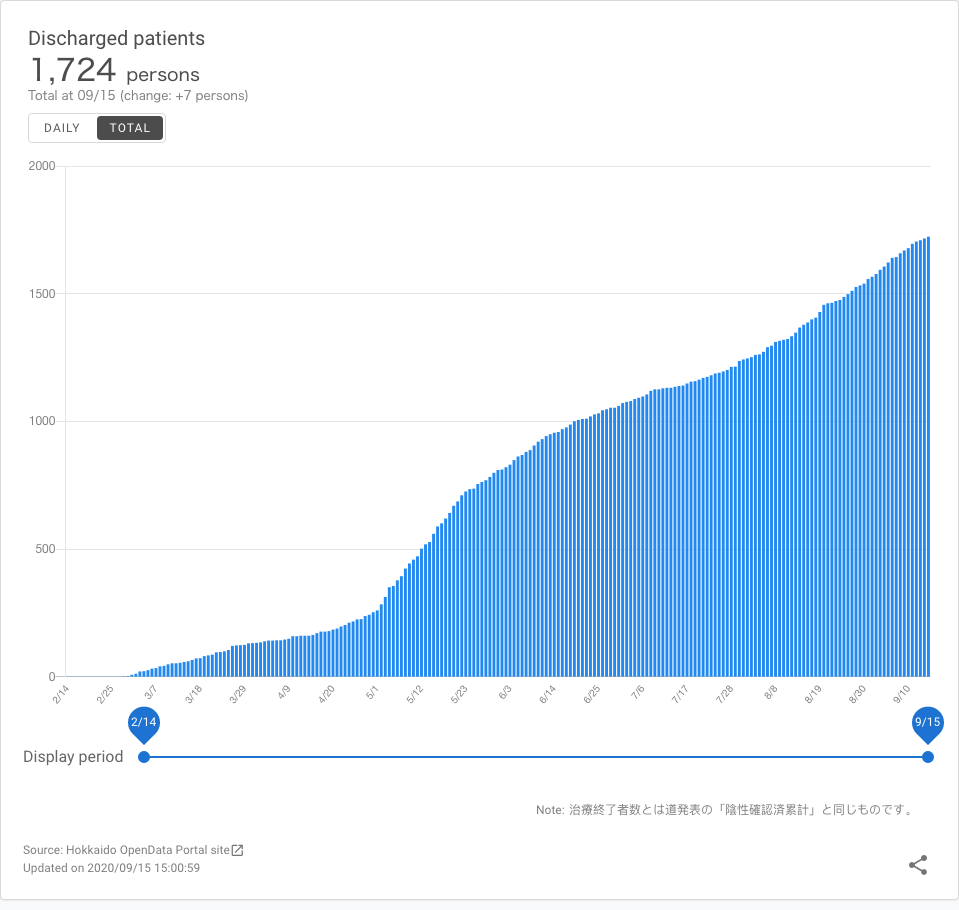 Discharged patients
1,724 persons
Total at 09/15 (change: +7 persons)
DAILY TOTAL
2000
1500
1000
500
0
2/14 2/25 3/7 3/18 3/29 4/9 4/20 5/1 5/12 5/23 6/3 6/14 6/25 7/6 7/17 7/28 8/8 8/19 8/30 9/10
2/14 9/15
Display period
Note: 治療終了者数とは道発表の「陰性確認済累計」と同じものです。
Source: Hokkaido OpenData Portal site
Updated on 2020/09/15 15:00:59